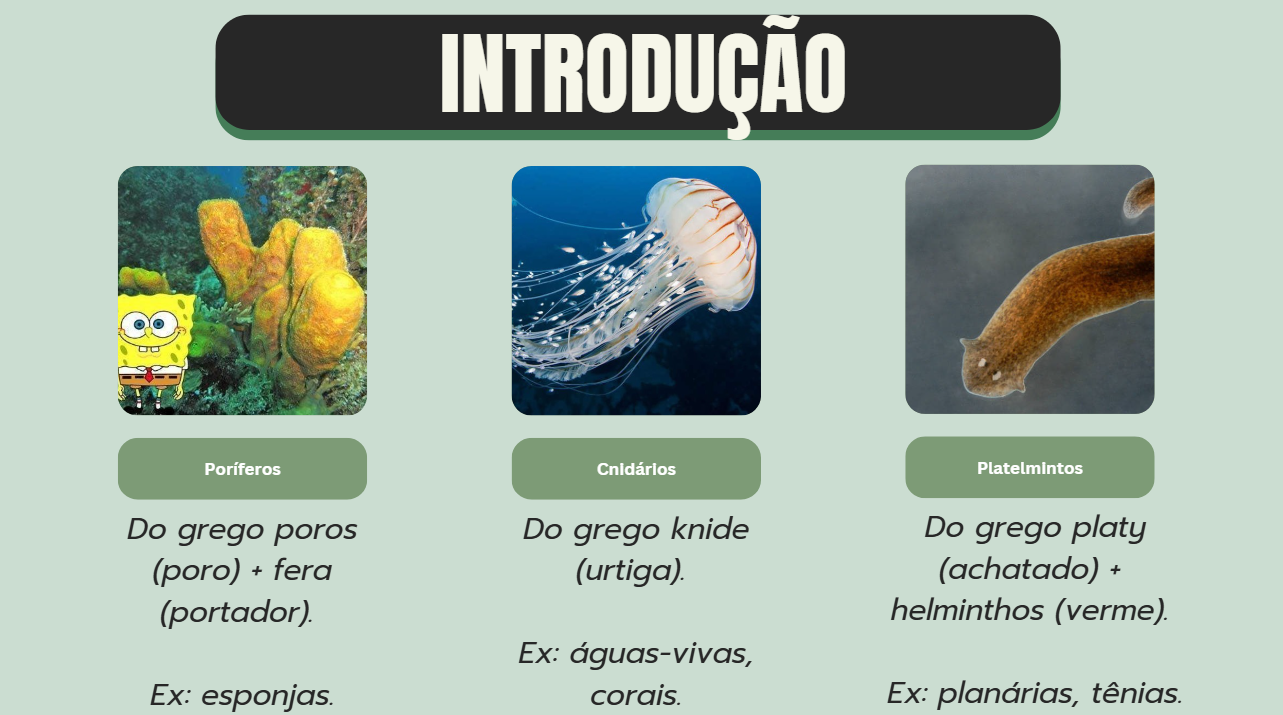 INTRODUÇÃO
Poríferos
Do grego poros
(poro) + fera
(portador).
Ex: esponjas.
Cnidários
Do grego knide
(urtiga).
Ex: águas-vivas,
corais.
Platelmintos
Do grego platy
(achatado) +
helminthos (verme).
Ex: planárias, tênias.